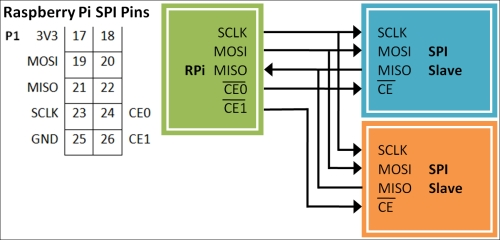 Raspberry Pi SPI Pins
P1 3V3 17 18
MOSI 19 20
MISO 21 22
SCLK 23 24 CE0
GND 25 26 CE1
SCLK
MOSI
RPi MISO
CE0
CE1
SCLK
MOSI SPI
MISO Slave
CE
SCLK
MOSI SPI
MISO Slave
CE